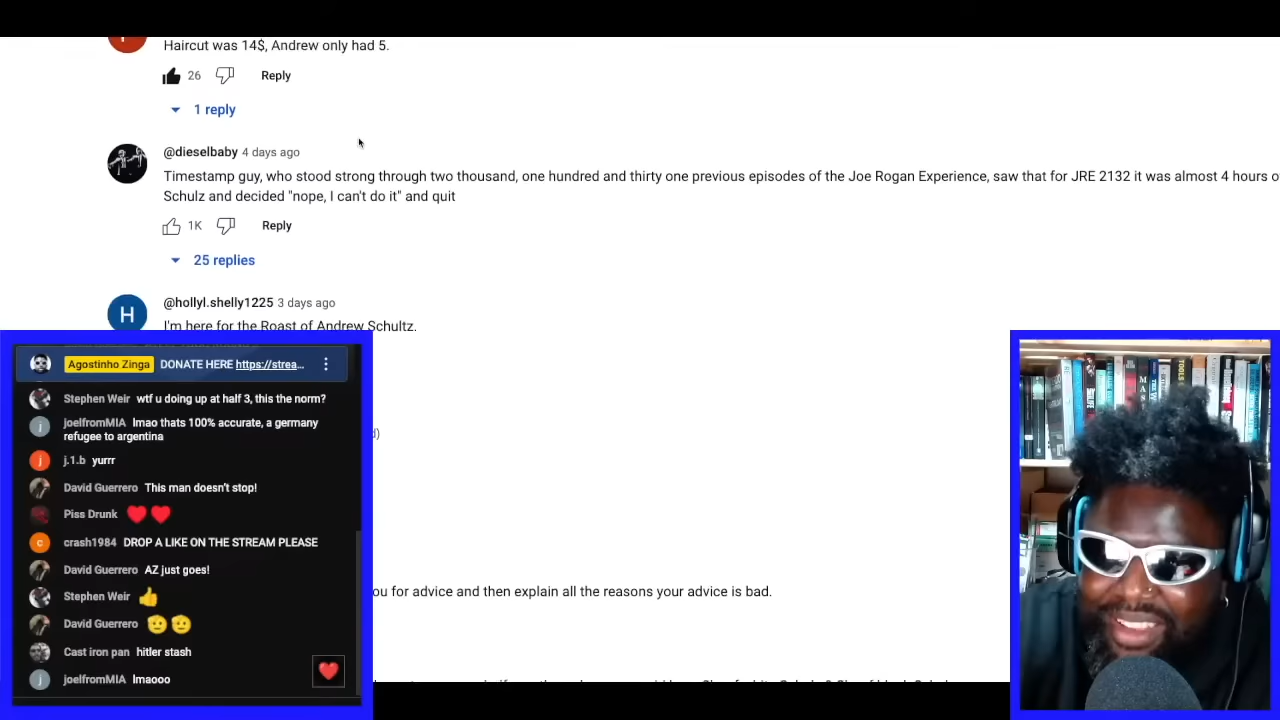 Haircut was 14$, Andrew only had 5.
26 Reply
1 reply
@dieselbaby 4 days ago
Timestamp guy, who stood strong through two thousand, one hundred and thirty one previous episodes of the Joe Rogan Experience, saw that for JRE 2132 it was almost 4 hours
Schulz and decided "nope, I can't do it" and quit
1K Reply
25 replies
H
@hollyl.shelly1225 3 days ago
I'm here for the Roast of Andrew Schultz.
Agostinho Zinga DONATE HERE https://strea...
Stephen Weir wtf u doing up at half 3, this the norm?
joelfromMIA lmao thats 100% accurate, a germany
refugee to argentina
j.1.b yurrr
David Guerrero This man doesn't stop!
Piss Drunk
crash1984 DROP A LIKE ON THE STREAM PLEASE
David Guerrero AZ just goes!
Stephen Weir
David Guerrero
Cast iron pan hitler stash
joelfromMIA lmaooo
for advice and then explain all the reasons your advice is bad.